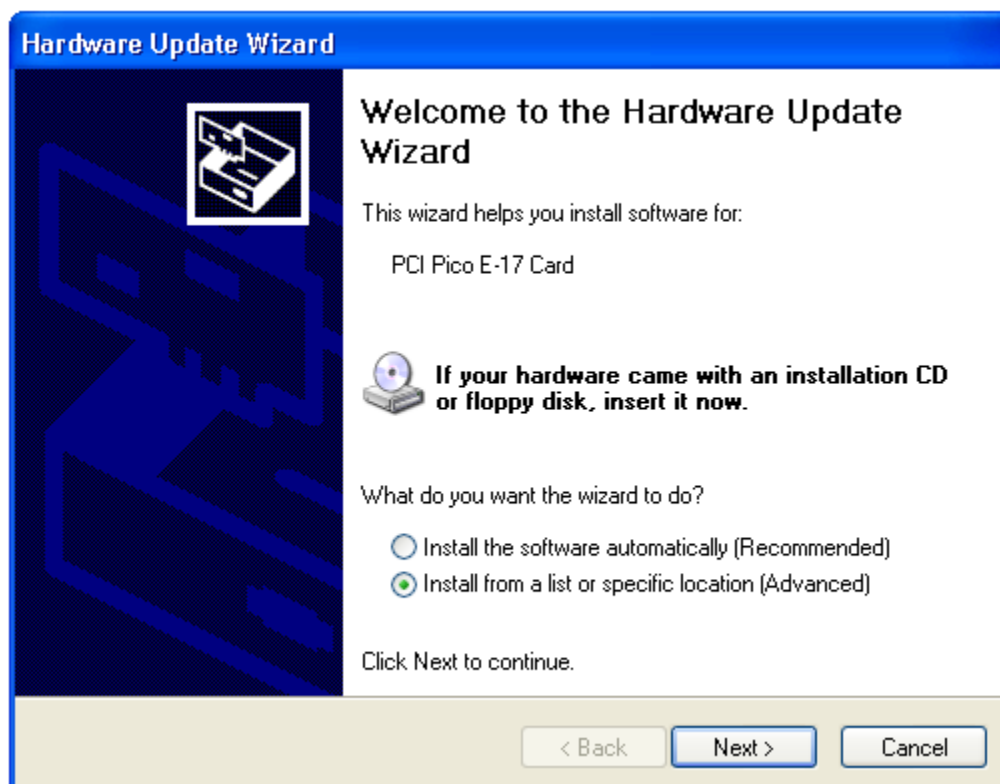 Hardware Update Wizard
Welcome to the Hardware Update
Wizard
This wizard helps you install software for:
PCI Pico E-17 Card
If your hardware came with an installation CD
or floppy disk, insert it now.
What do you want the wizard to do?
Install the software automatically (Recommended)
Install from a list or specific location (Advanced)
Click Next to continue.
< Back
Next >
Cancel